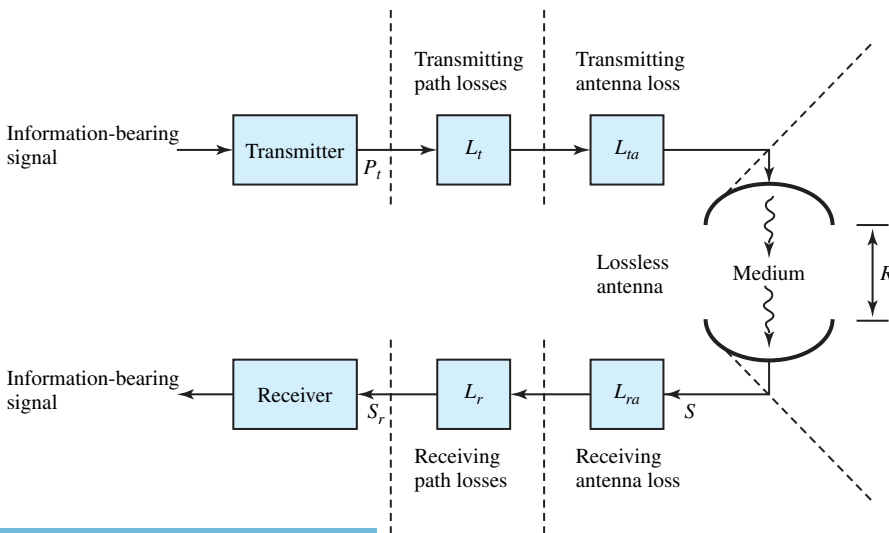 Transmitting
path losses
Transmitting
antenna loss
Information-bearing
signal
Transmitter
P_t
L_t
L_ta
Lossless
antenna
Medium
R
Information-bearing
signal
Receiver
S_r
L_r
L_ra
S
Receiving
path losses
Receiving
antenna loss